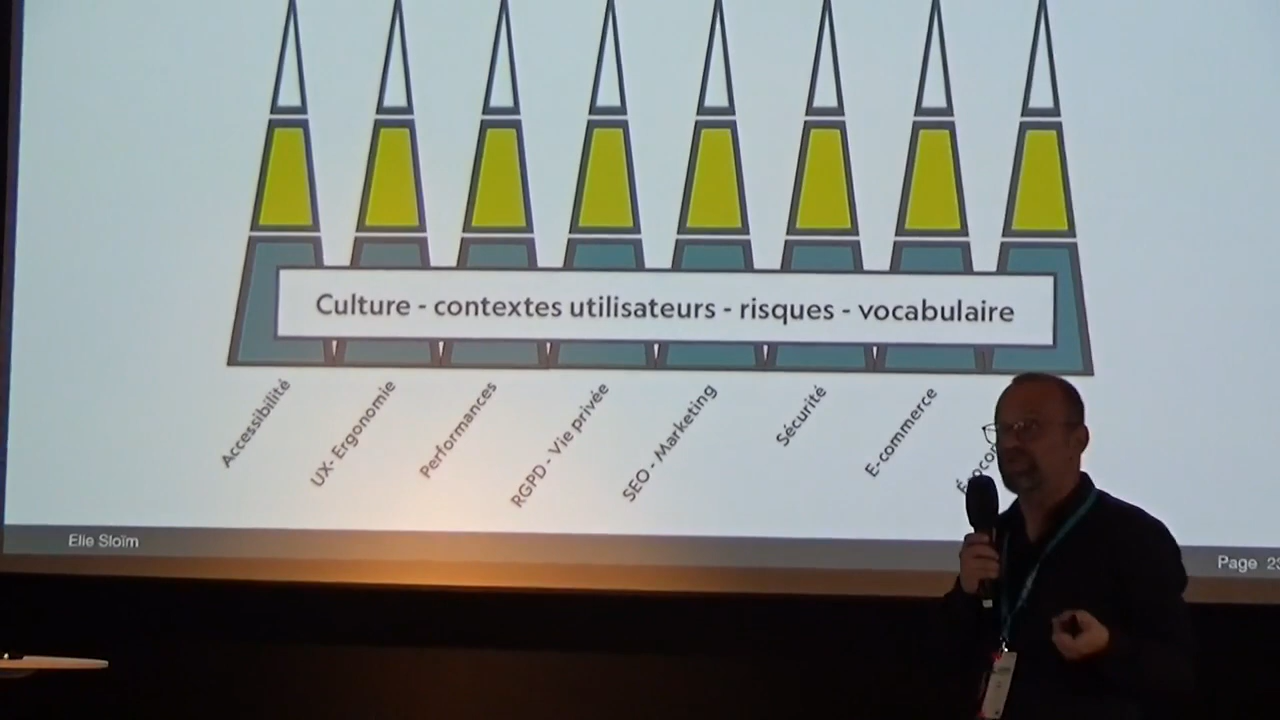 Culture - contextes utilisateurs - risques - vocabulaire
Accessibilité
UX- Ergonomie
Performances
RGPD - Vie privée
SEO - Marketing
Sécurité
E-commerce
Elie Sloïm
Page 23